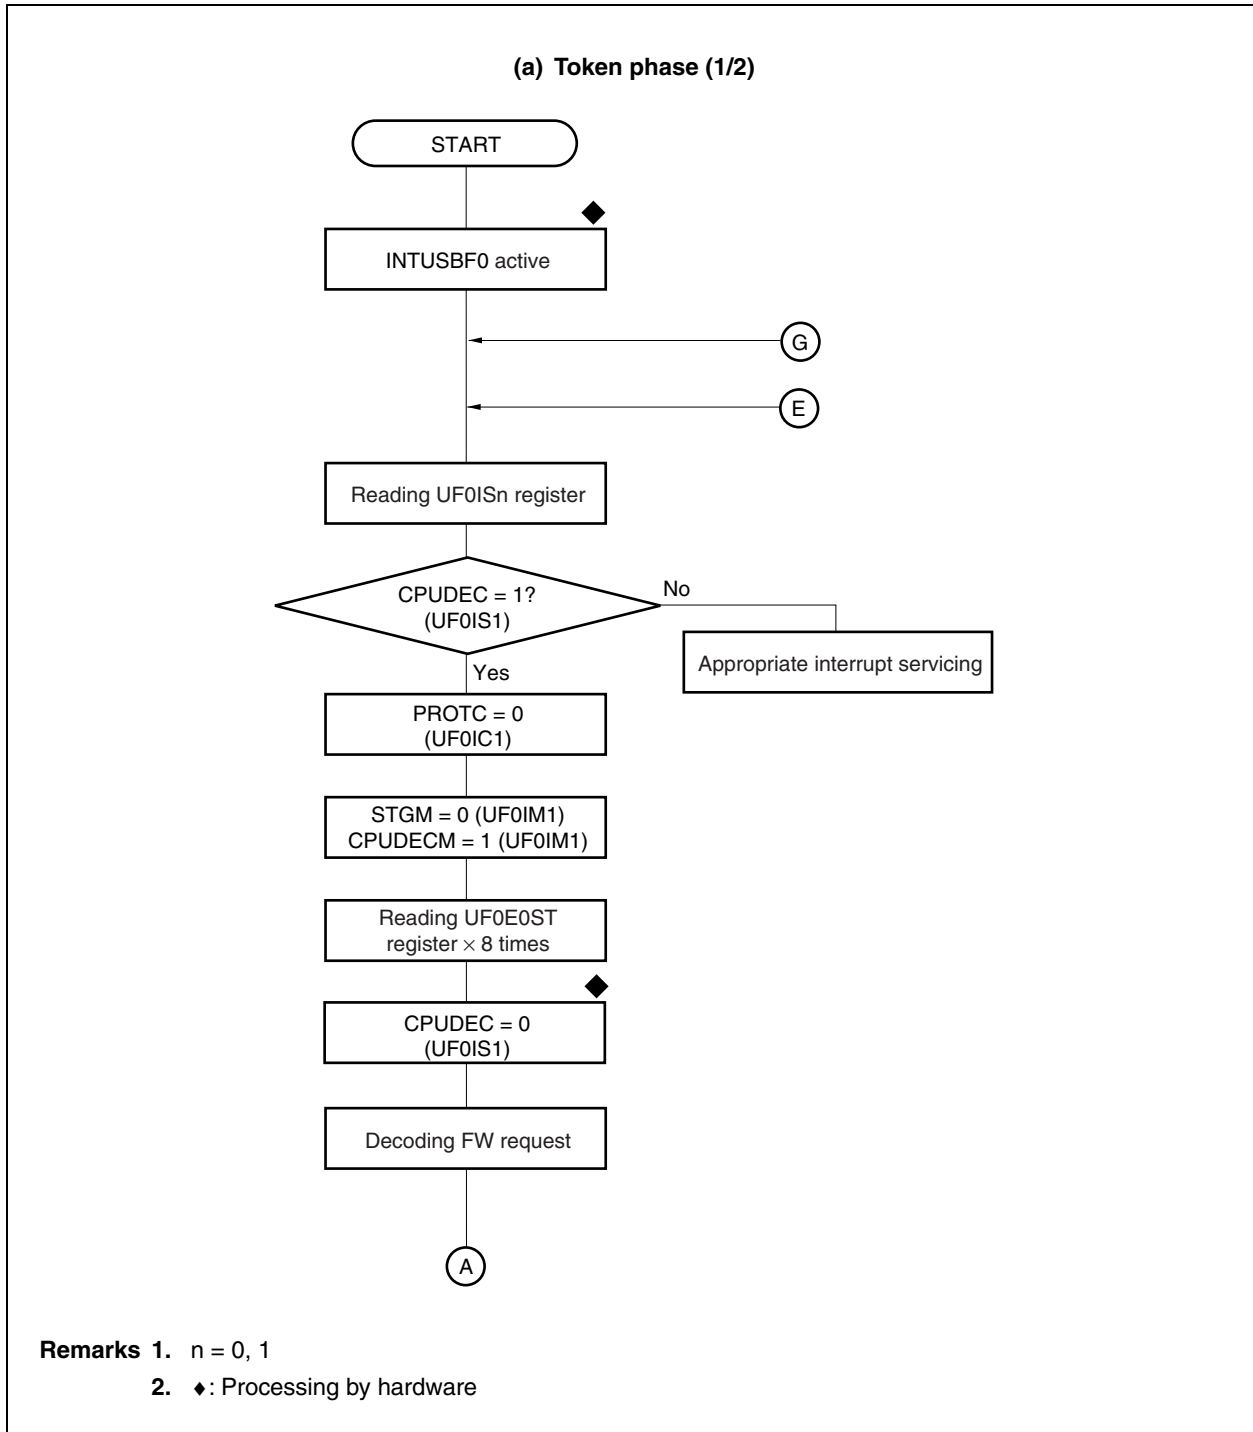 (a) Token phase (1/2)
START
INTUSBF0 active
G
E
Reading UF0ISn register
CPUDEC = 1?
(UF0IS1)
No
Appropriate interrupt servicing
Yes
PROTC = 0
(UF0IC1)
STGM = 0 (UF0IM1)
CPUDECM = 1 (UF0IM1)
Reading UF0E0ST
register × 8 times
CPUDEC = 0
(UF0IS1)
Decoding FW request
A
Remarks 1. n = 0, 1
2. ♦: Processing by hardware